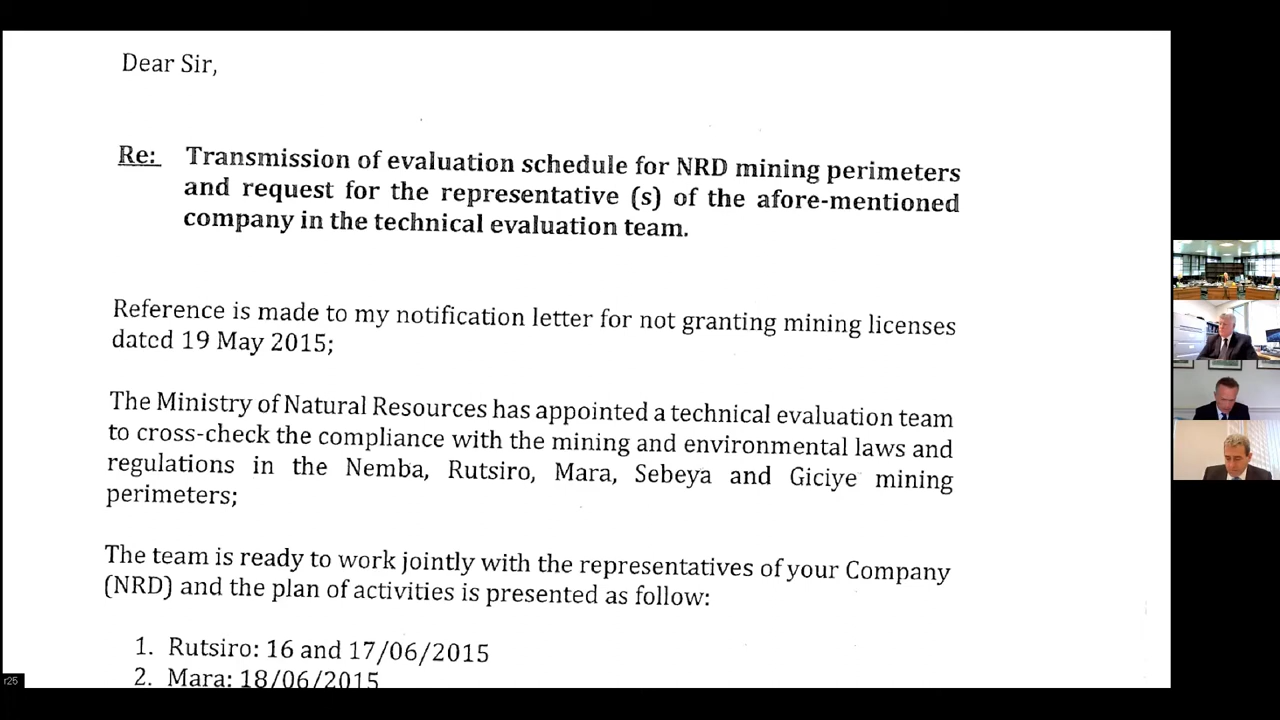 Dear Sir,
Re: Transmission of evaluation schedule for NRD mining perimeters
and request for the representative (s) of the afore-mentioned
company in the technical evaluation team.
Reference is made to my notification letter for not granting mining licenses
dated 19 May 2015;
The Ministry of Natural Resources has appointed a technical evaluation team
to cross-check the compliance with the mining and environmental laws and
regulations in the Nemba, Rutsiro, Mara, Sebeya and Giciye mining
perimeters;
The team is ready to work jointly with the representatives of your Company
(NRD) and the plan of activities is presented as follow:
1. Rutsiro: 16 and 17/06/2015
2. Mara: 18/06/2015
r25